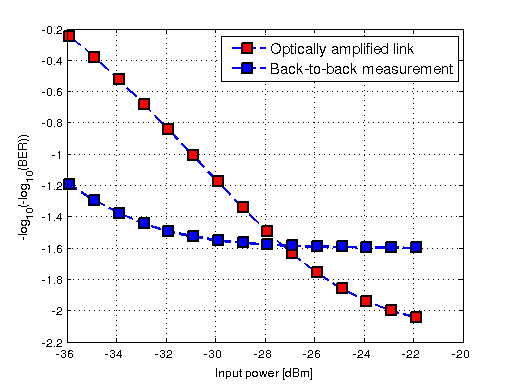 -0.2
-0.4
-0.6
-0.8
-1
-1.2
-1.4
-1.6
-1.8
-2
-2.2
-log10(-log10(BER))
Optically amplified link
Back-to-back measurement
-36 -34 -32 -30 -28 -26 -24 -22 -20
Input power [dBm]